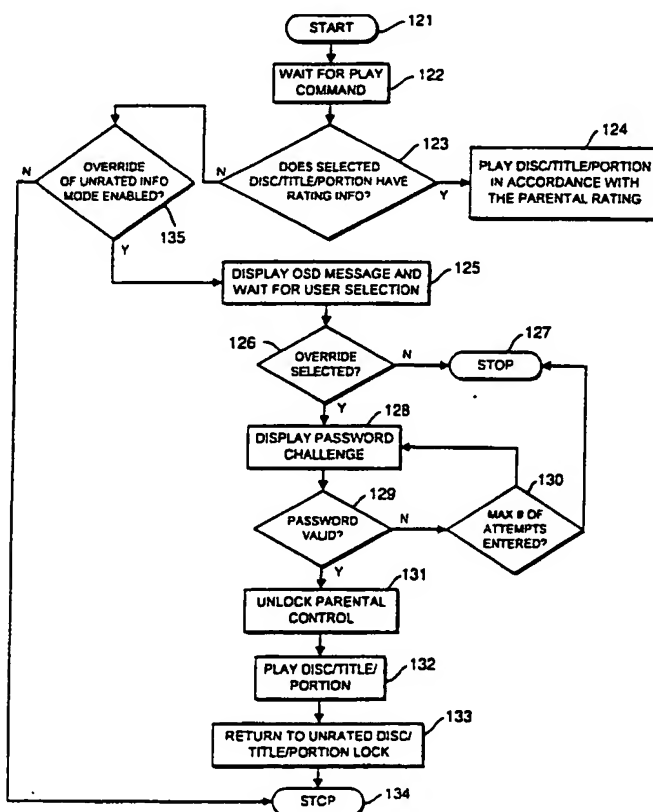 START
121
WAIT FOR PLAY
COMMAND
122
123
124
N
OVERRIDE
OF UNRATED INFO
MODE ENABLED?
135
Y
N
DOES SELECTED
DISC/TITLE/PORTION HAVE
RATING INFO?
Y
PLAY DISC/TITLE/PORTION
IN ACCORDANCE WITH
THE PARENTAL RATING
DISPLAY OSD MESSAGE AND
WAIT FOR USER SELECTION
125
126
OVERRIDE
SELECTED?
N
Y
127
STOP
128
DISPLAY PASSWORD
CHALLENGE
129
PASSWORD
VALID?
N
Y
130
MAX # OF
ATTEMPTS
ENTERED?
131
UNLOCK PARENTAL
CONTROL
PLAY DISC/TITLE/
PORTION
132
133
RETURN TO UNRATED DISC/
TITLE/PORTION LOCK
STOP
134